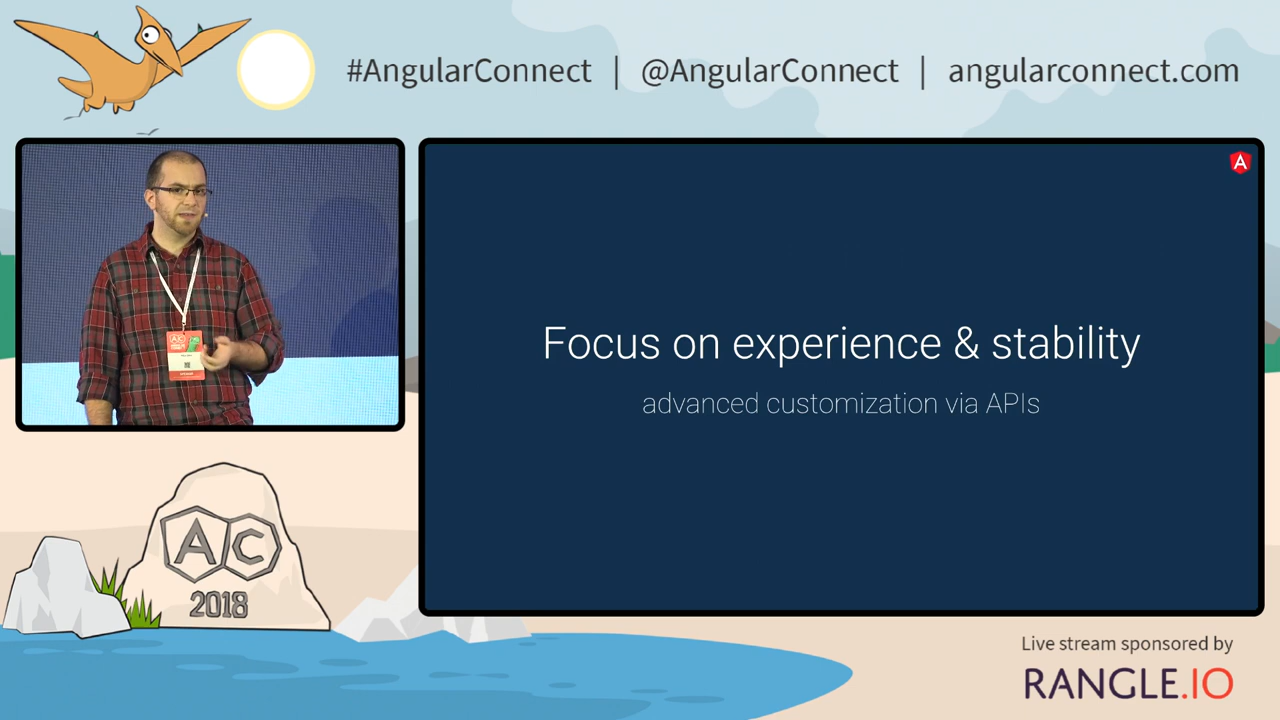 #AngularConnect | @AngularConnect | angularconnect.com
A
Focus on experience & stability
advanced customization via APIs
AC
2018
Live stream sponsored by
RANGLE.IO